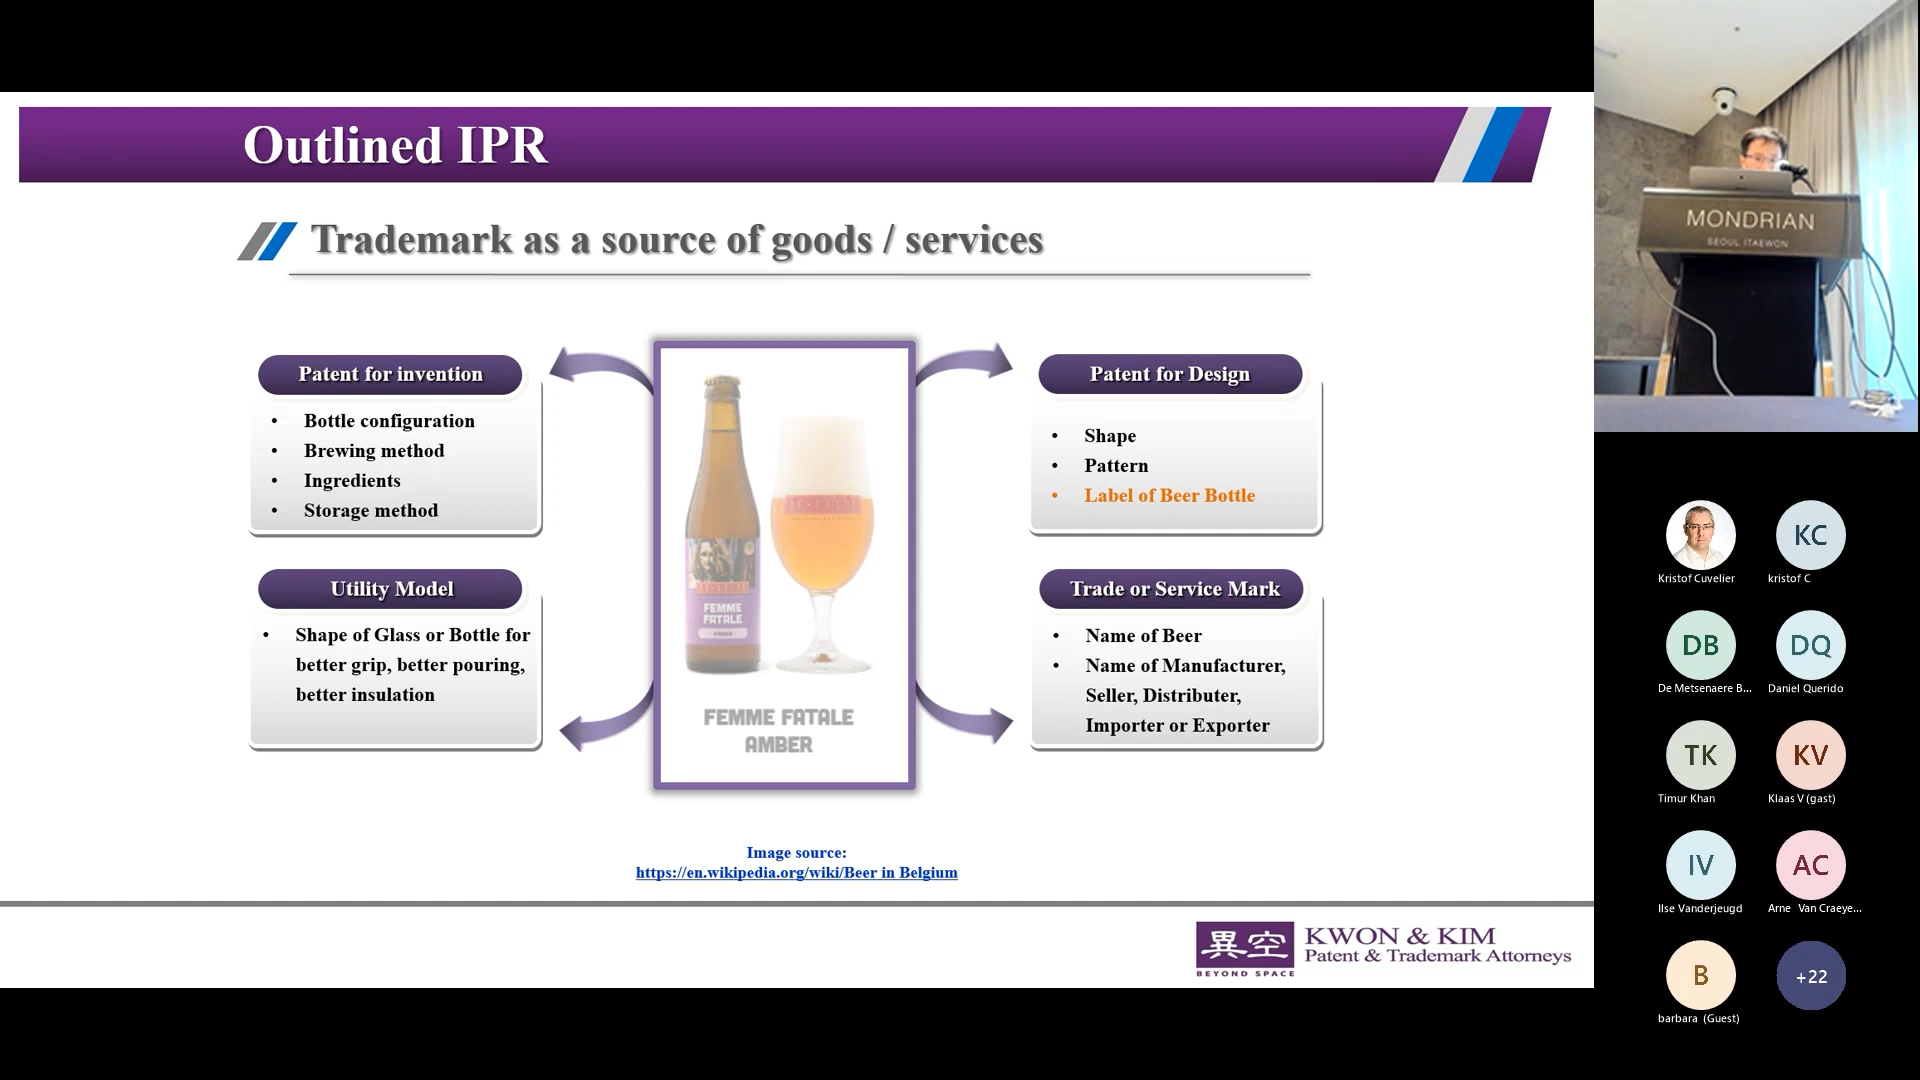 Outlined IPR
Trademark as a source of goods / services
Patent for invention
• Bottle configuration
• Brewing method
• Ingredients
• Storage method
Utility Model
• Shape of Glass or Bottle for
better grip, better pouring,
better insulation
FEMME
FATALE
FEMME FATALE
AMBER
Patent for Design
• Shape
• Pattern
• Label of Beer Bottle
Trade or Service Mark
• Name of Beer
• Name of Manufacturer,
Seller, Distributer,
Importer or Exporter
Image source:
https://en.wikipedia.org/wiki/Beer in Belgium
異空
BEYOND SPACE
KWON & KIM
Patent & Trademark Attorneys
MONDRIAN
SEOUL ITAEWON
Kristof Cuvelier
KC
kristof C
DB
De Metsenaere B...
DQ
Daniel Querido
TK
Timur Khan
KV
Klaas V (gast)
IV
Ilse Vanderjeugd
AC
Arne Van Craeye...
B
barbara (Guest)
+22